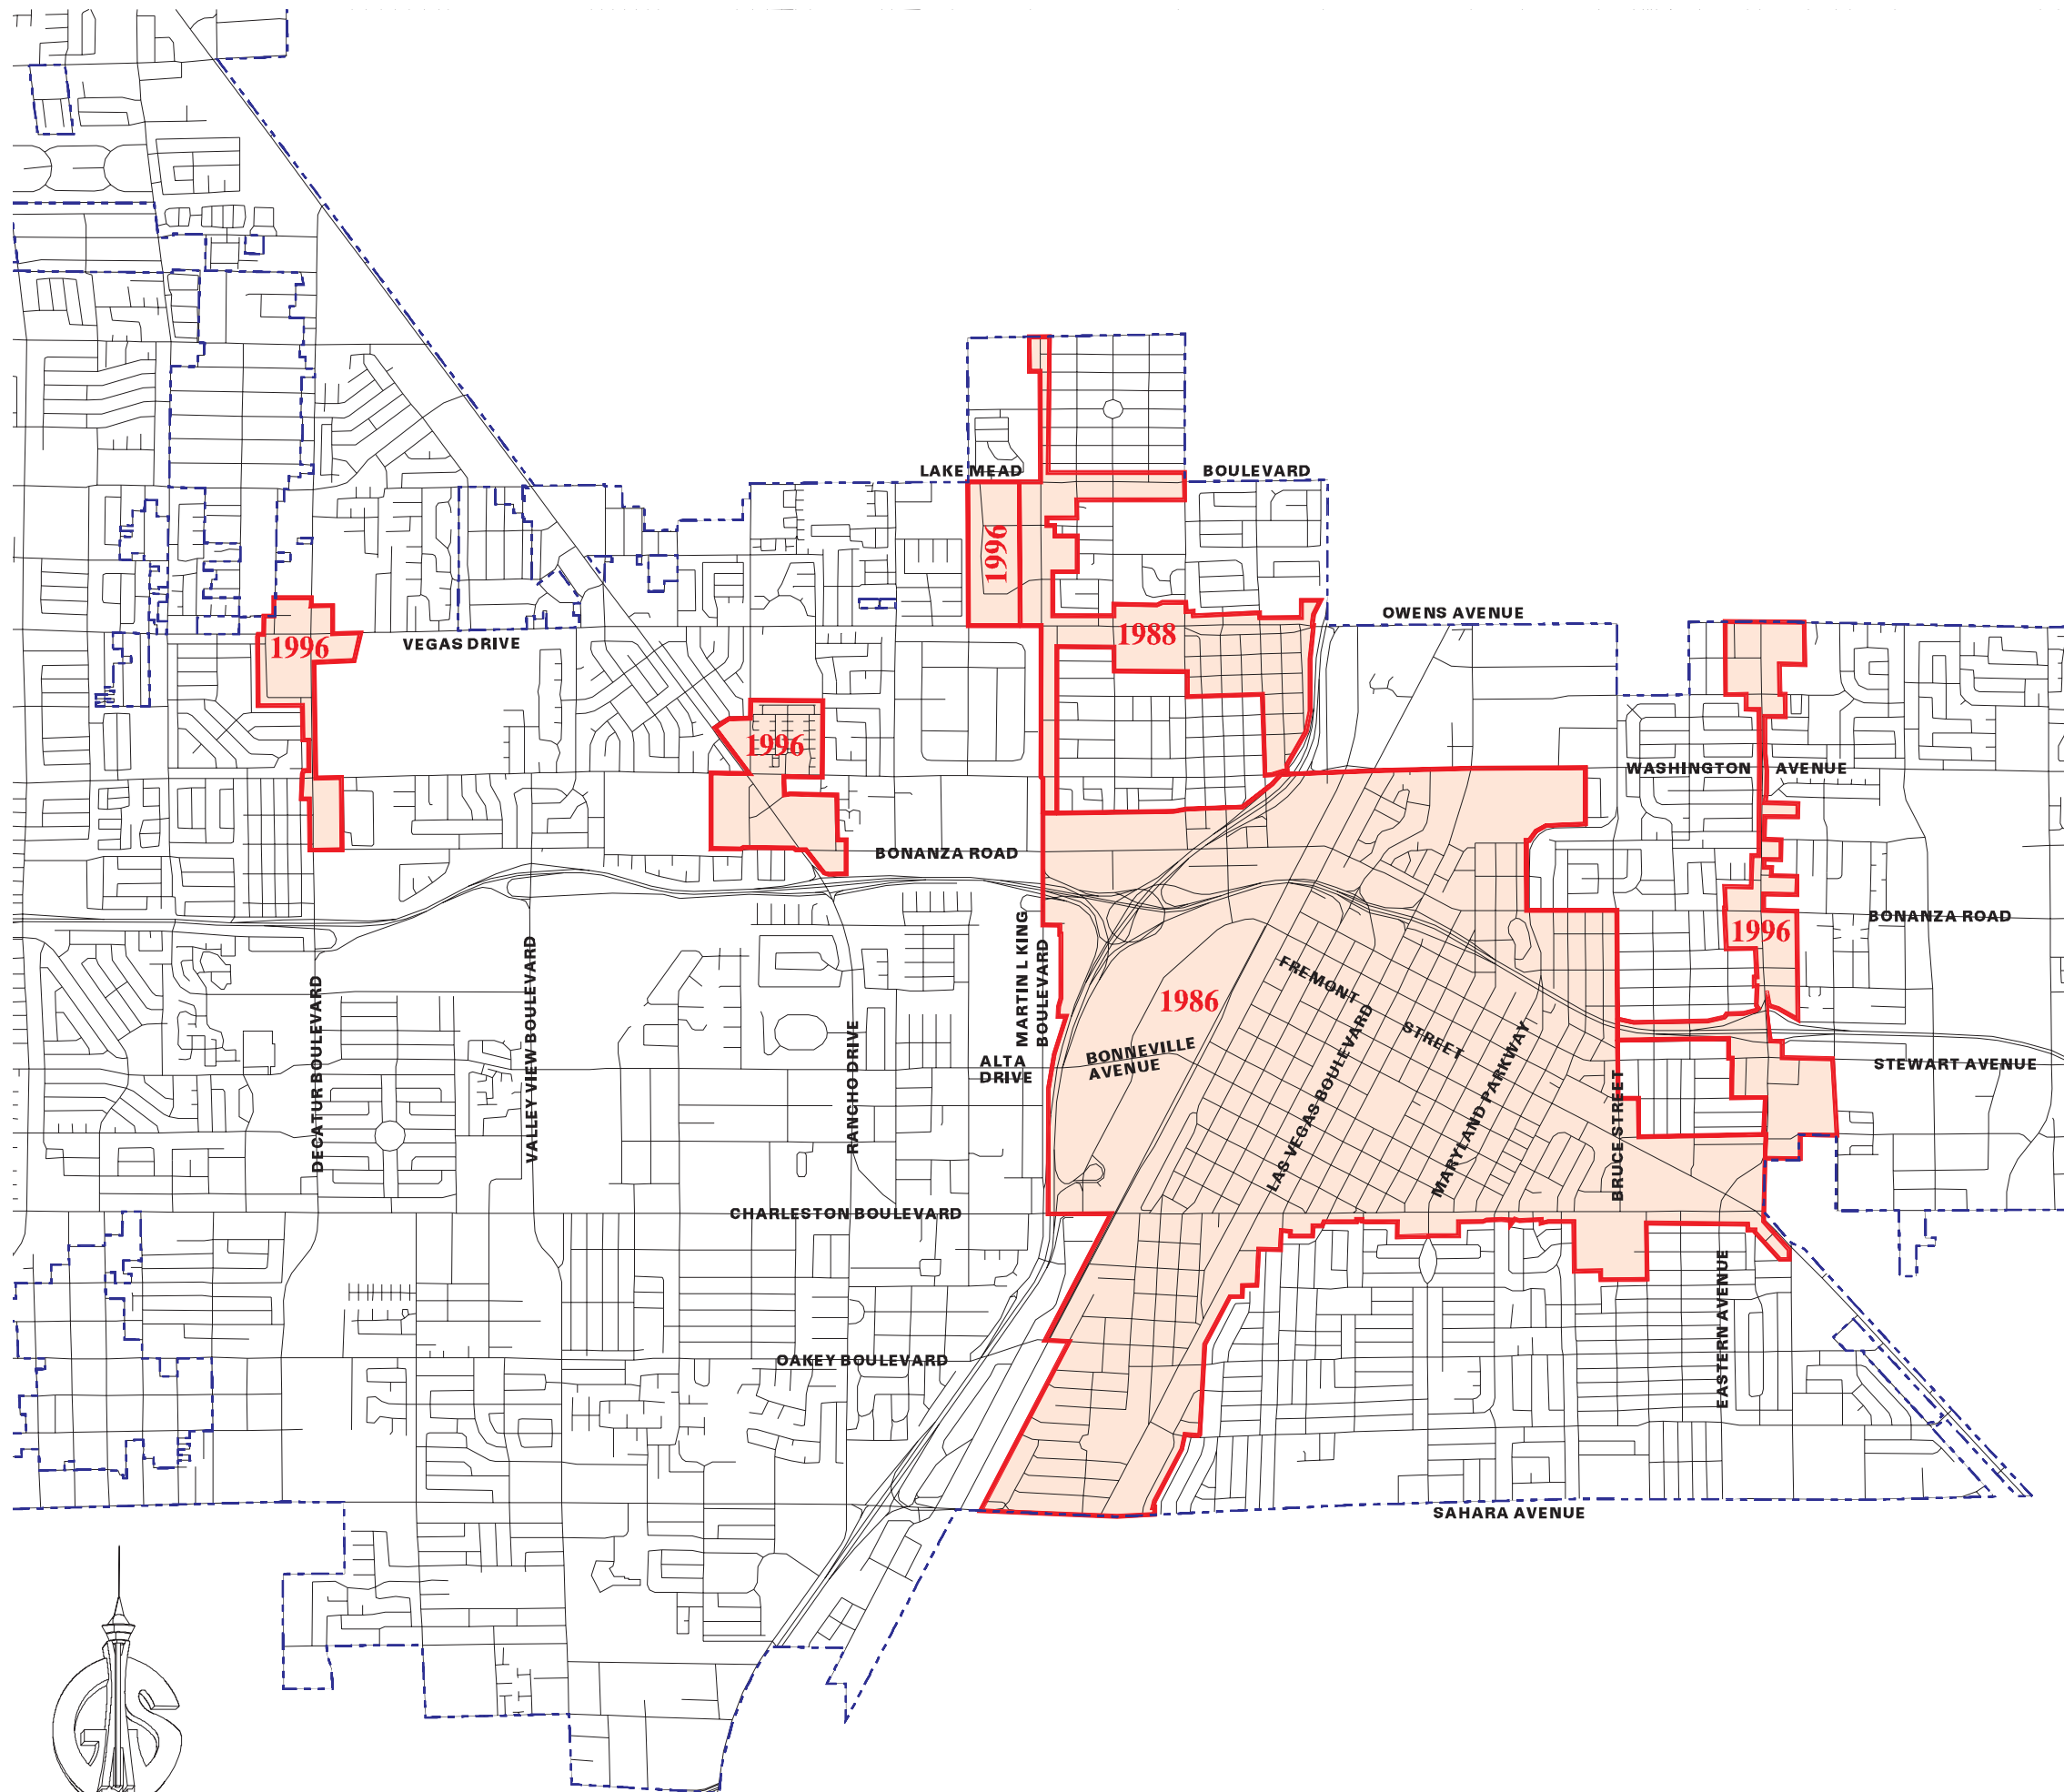 LAKE MEAD
BOULEVARD
1996
OWENS AVENUE
1988
1996
VEGAS DRIVE
1996
WASHINGTON
AVENUE
BONANZA ROAD
BONANZA ROAD
1996
MARTIN L KING
BOULEVARD
DECATUR BOULEVARD
VALLEY VIEW BOULEVARD
RANCHO DRIVE
1986
FREMONT
STREET
BONNEVILLE
AVENUE
ALTA
DRIVE
LAS VEGAS BOULEVARD
MARYLAND PARKWAY
BRUCE STREET
STEWART AVENUE
CHARLESTON BOULEVARD
EASTERN AVENUE
OAKEY BOULEVARD
SAHARA AVENUE
GS